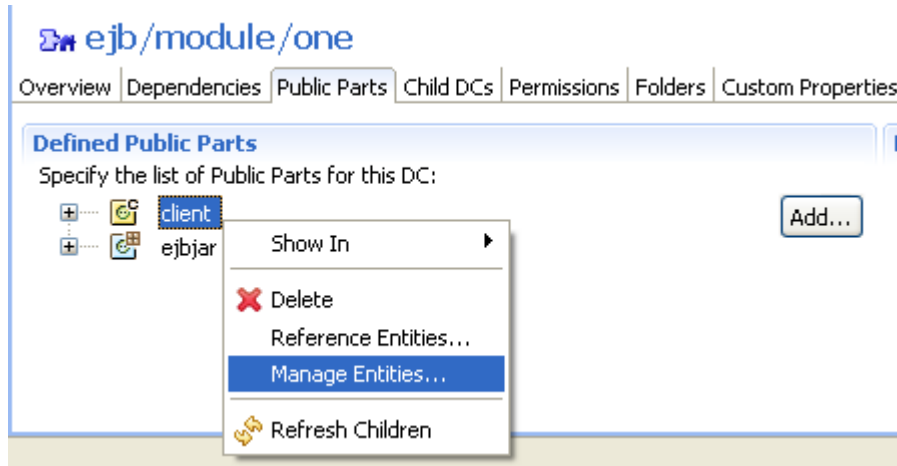 ejb/module/one
Overview Dependencies Public Parts Child DCs Permissions Folders Custom Properties
Defined Public Parts
Specify the list of Public Parts for this DC:
client
Add...
ejbjar
Show In
Delete
Reference Entities...
Manage Entities...
Refresh Children